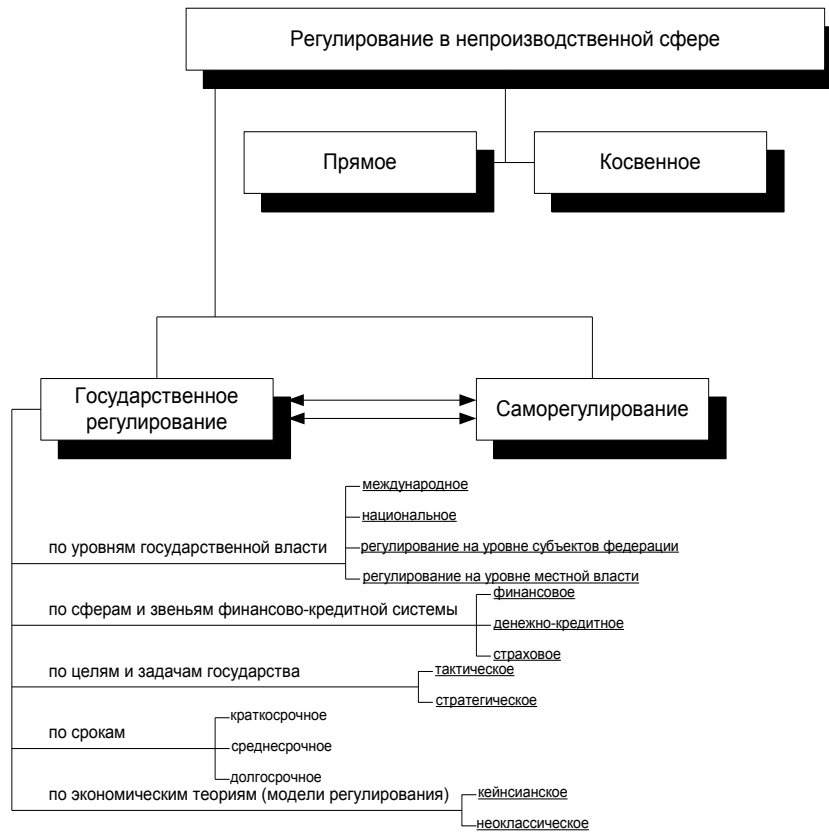 Регулирование в непроизводственной сфере
Прямое
Косвенное
Государственное
регулирование
Саморегулирование
по уровням государственной власти
международное
национальное
регулирование на уровне субъектов федерации
регулирование на уровне местной власти
по сферам и звеньям финансово-кредитной системы
финансовое
денежно-кредитное
страховое
по целям и задачам государства
тактическое
стратегическое
по срокам
краткосрочное
среднесрочное
долгосрочное
по экономическим теориям (модели регулирования)
кейнсианское
неоклассическое